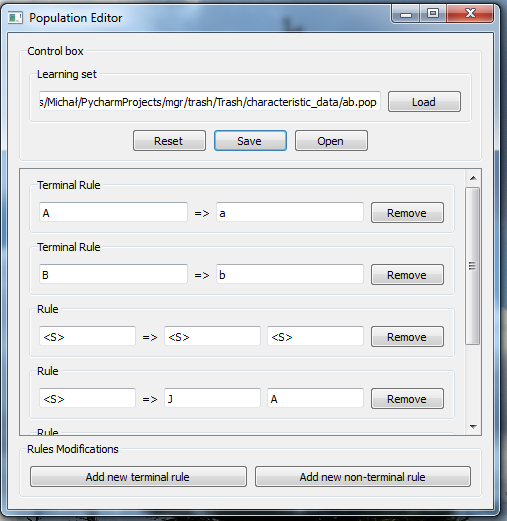 Population Editor
Control box
Learning set
s/Michał/PycharmProjects/mgr/trash/Trash/characteristic_data/ab.pop Load
Reset Save Open
Terminal Rule
A => a Remove
Terminal Rule
B => b Remove
Rule
<S> => <S> <S> Remove
Rule
<S> => J A Remove
Rule
Rules Modifications
Add new terminal rule Add new non-terminal rule